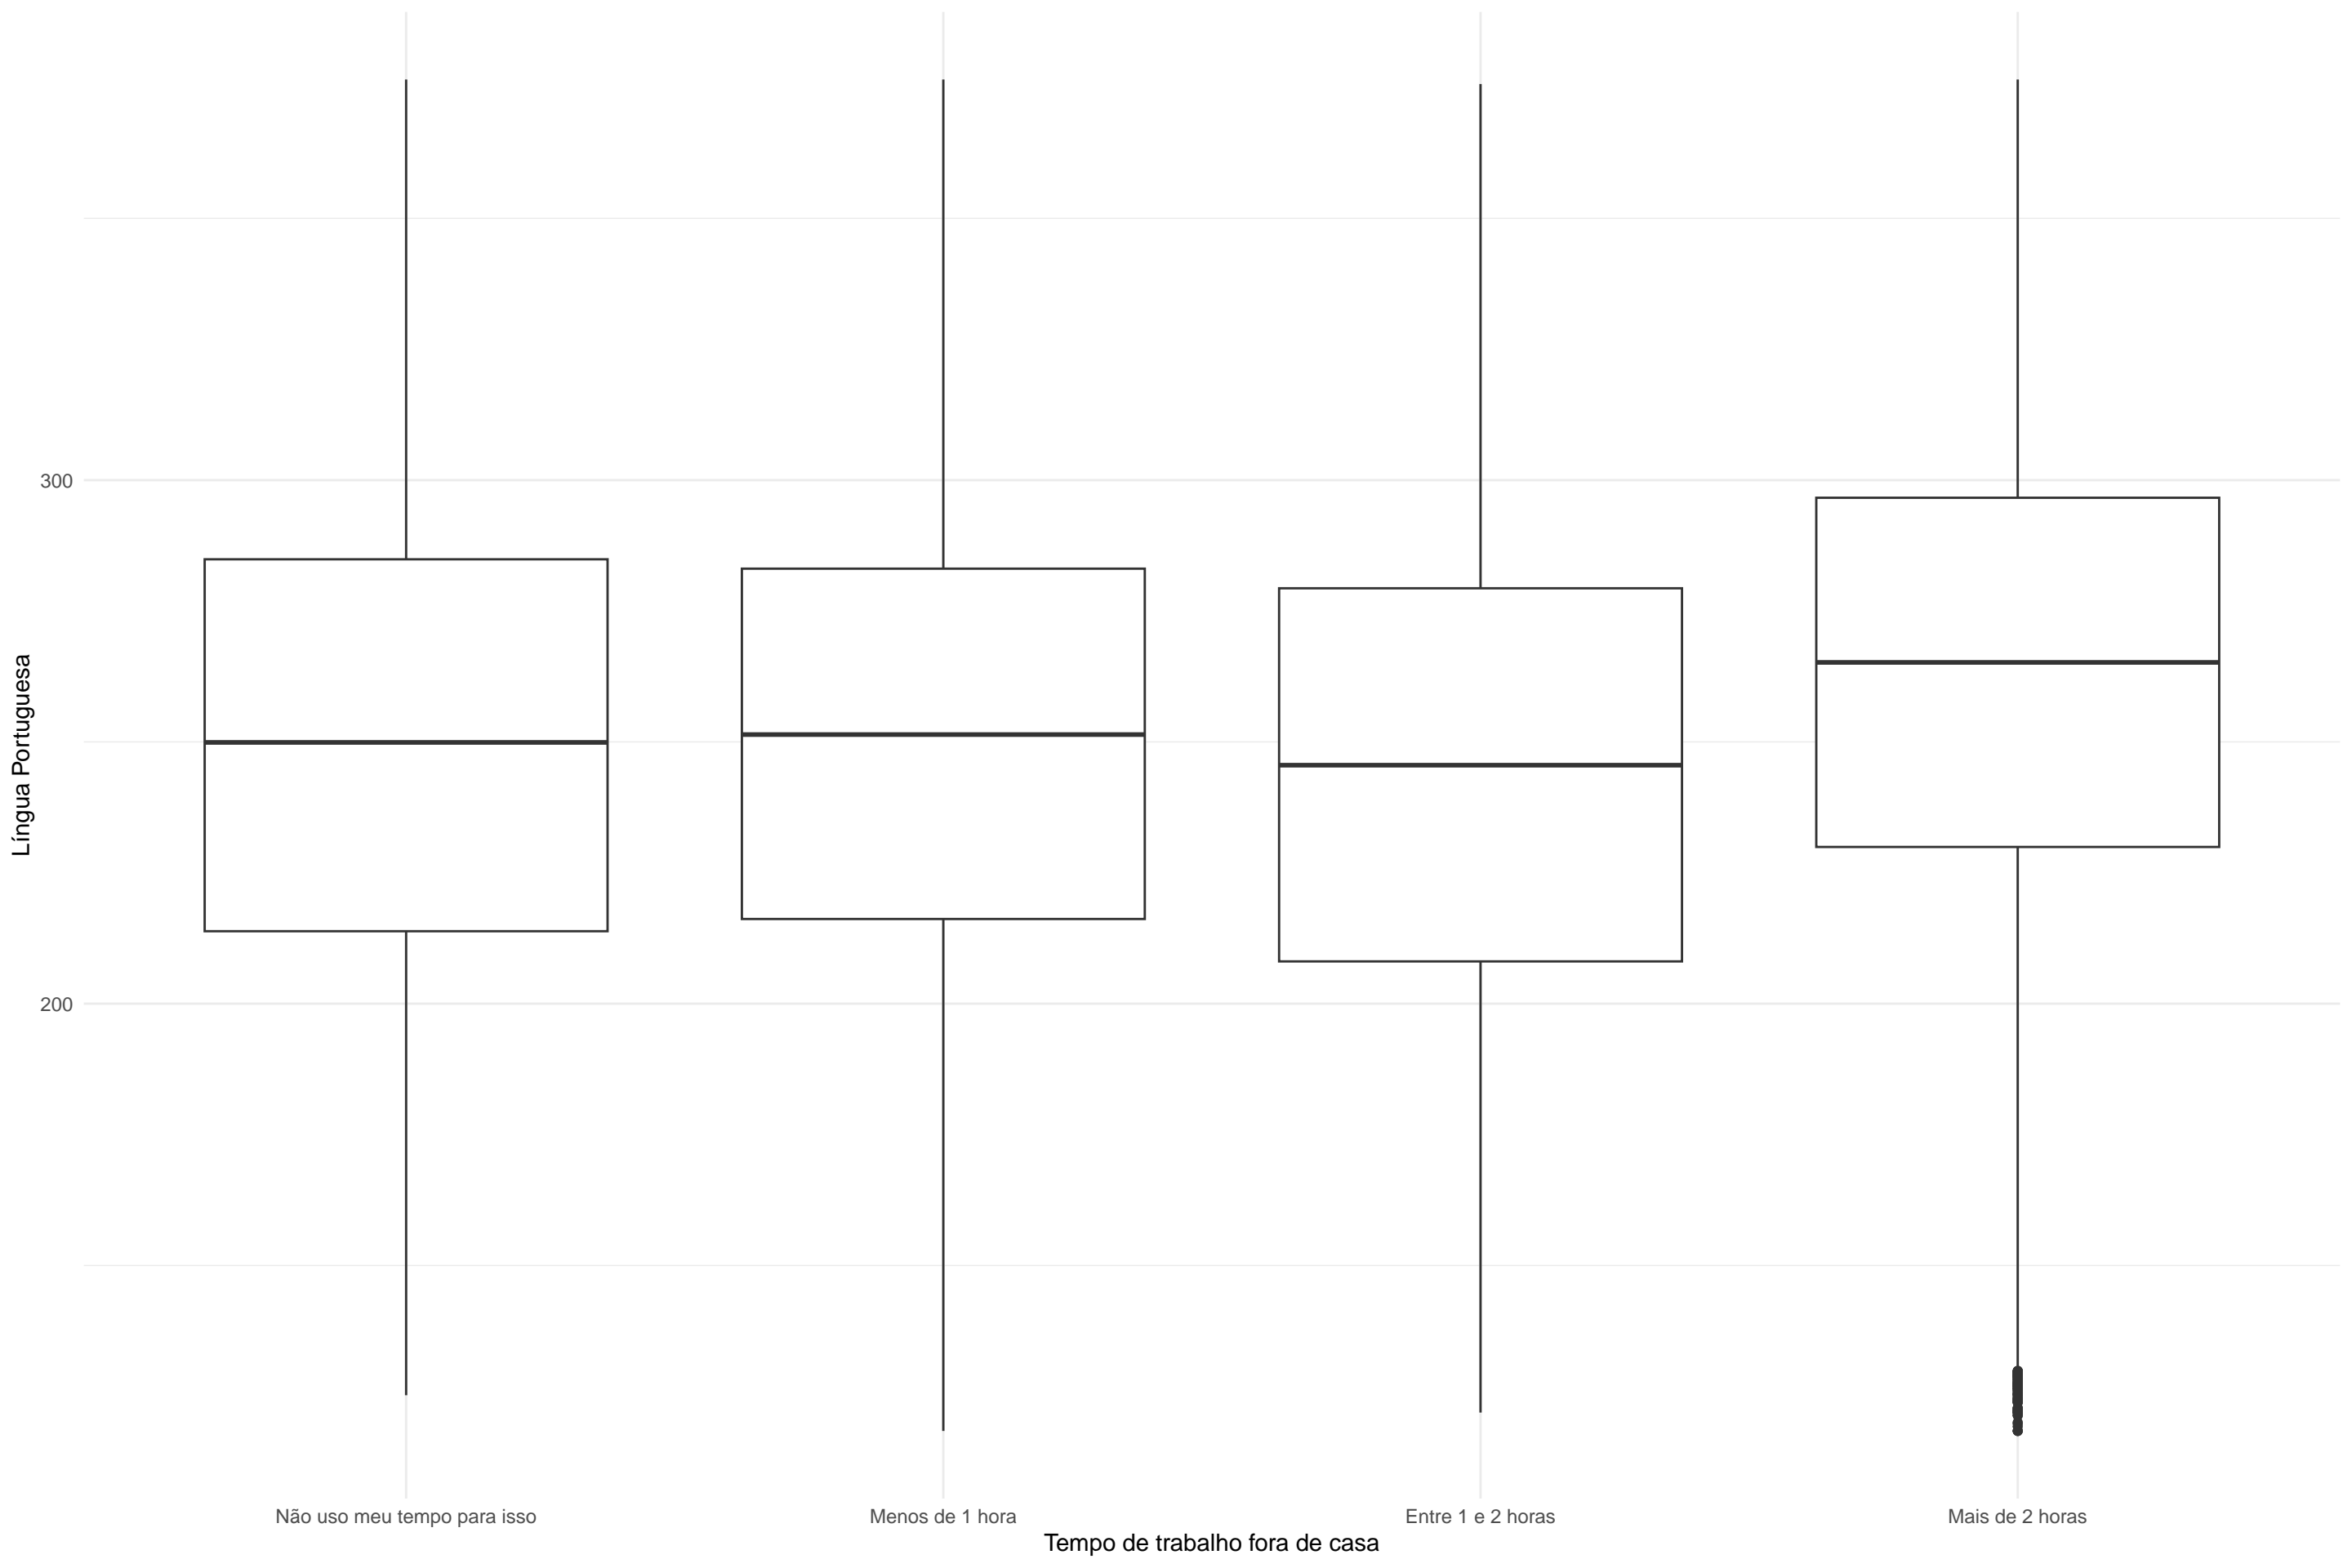 Língua Portuguesa
300
200
Não uso meu tempo para isso
Menos de 1 hora
Entre 1 e 2 horas
Mais de 2 horas
Tempo de trabalho fora de casa